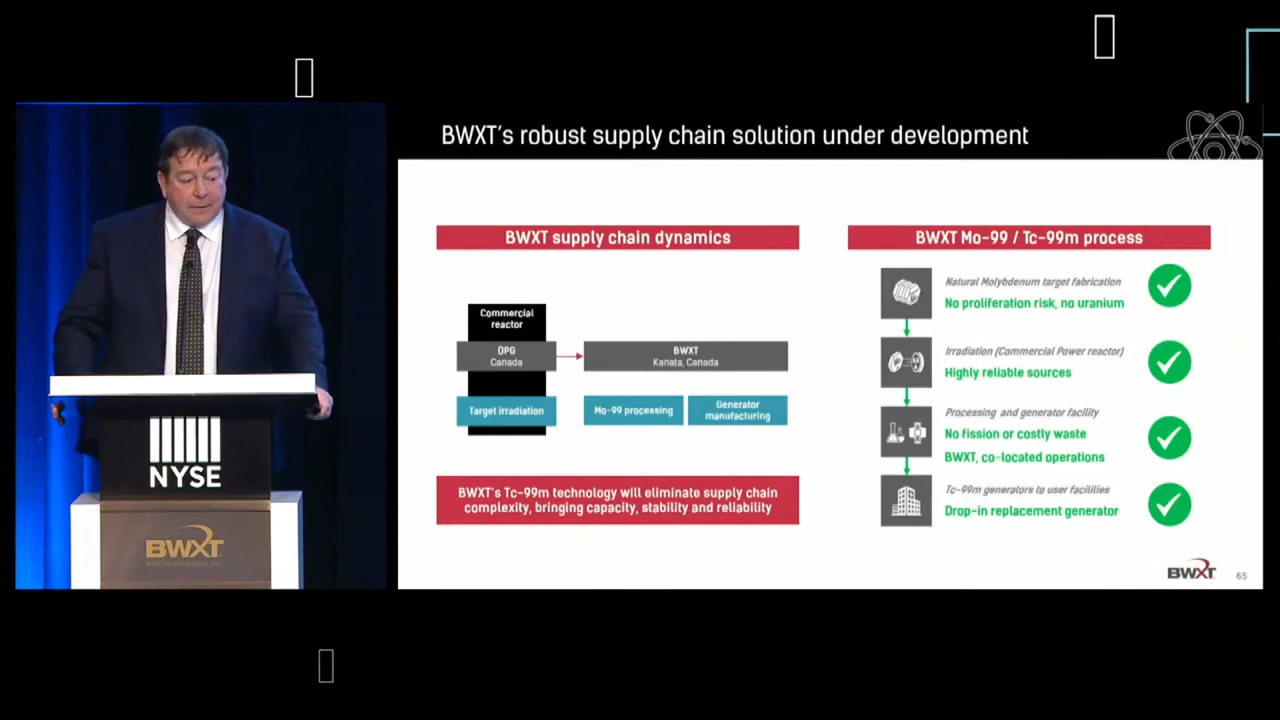 BWXT's robust supply chain solution under development
BWXT supply chain dynamics
Commercial
reactor
OPG
Canada
BWXT
Kanata, Canada
Target irradiation
Mo-99 processing
Generator
manufacturing
BWXT's Tc-99m technology will eliminate supply chain
complexity, bringing capacity, stability and reliability
BWXT Mo-99 / Tc-99m process
Natural Molybdenum target fabrication
No proliferation risk, no uranium
Irradiation (Commercial Power reactor)
Highly reliable sources
Processing and generator facility
No fission or costly waste
BWXT, co-located operations
Tc-99m generators to user facilities
Drop-in replacement generator
BWXT
65
NYSE
BWXT